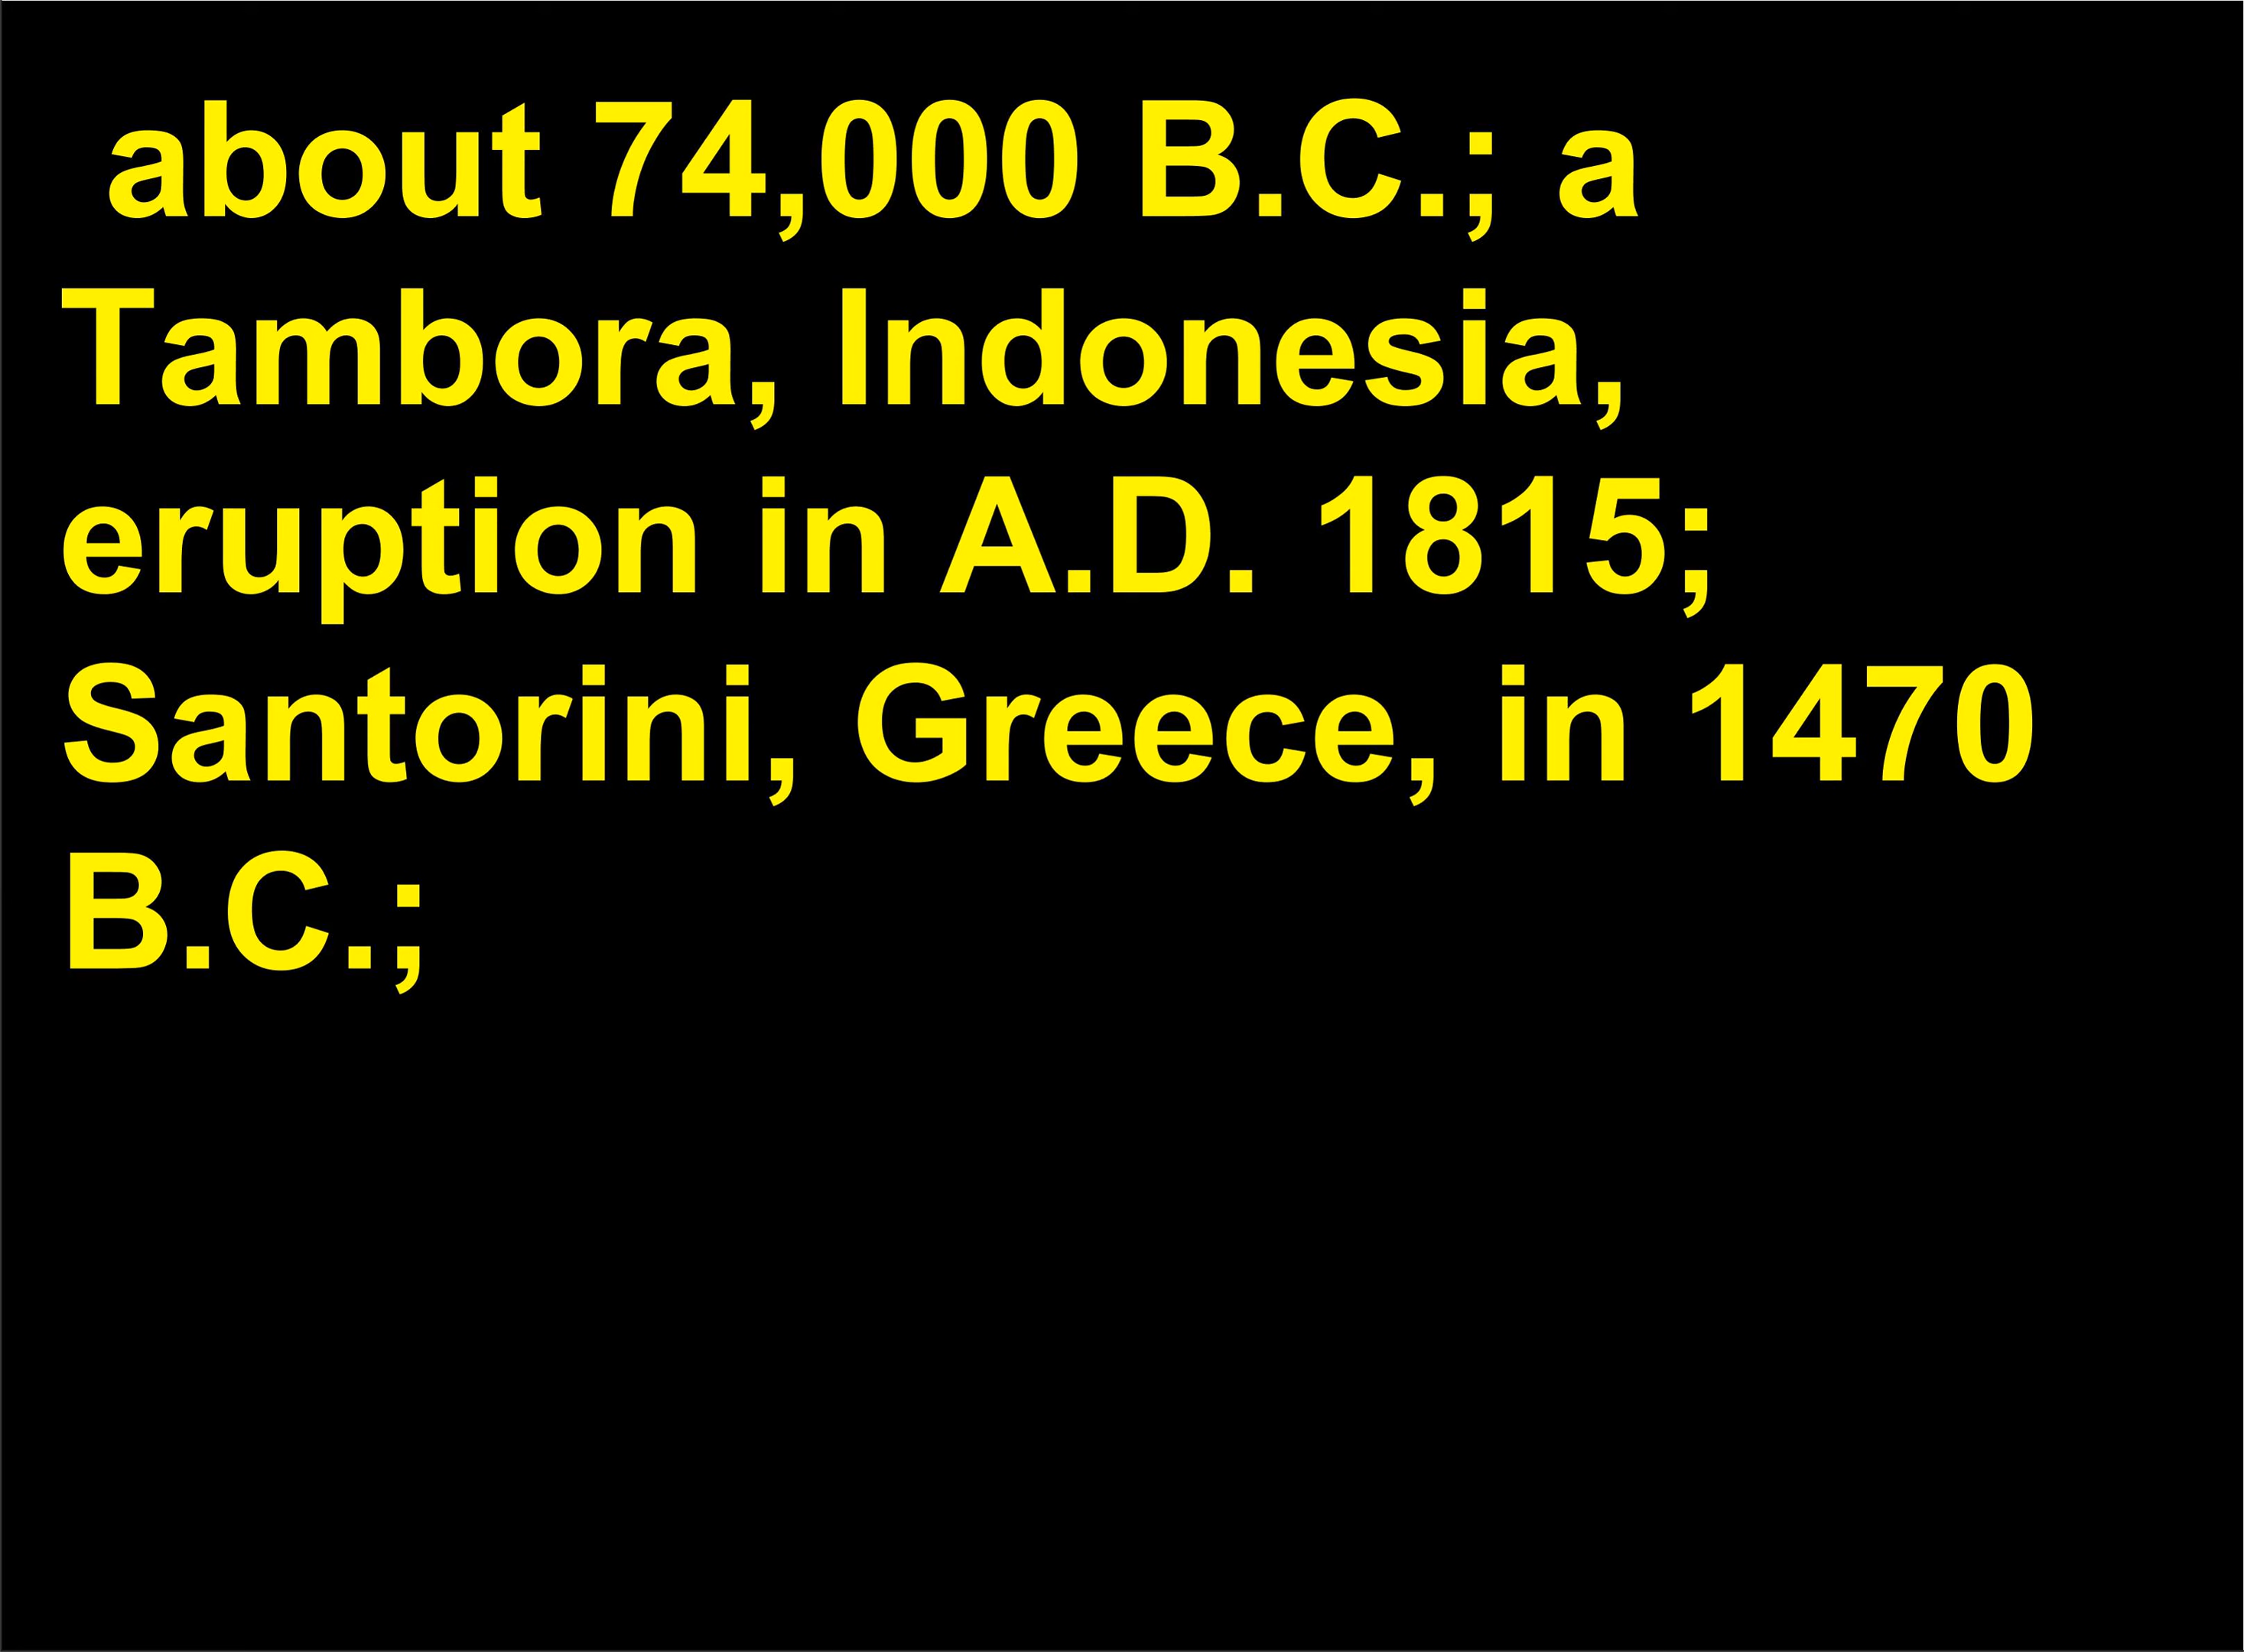 about 74,000 B.C.; a
Tambora, Indonesia,
eruption in A.D. 1815;
Santorini, Greece, in 1470
B.C.;